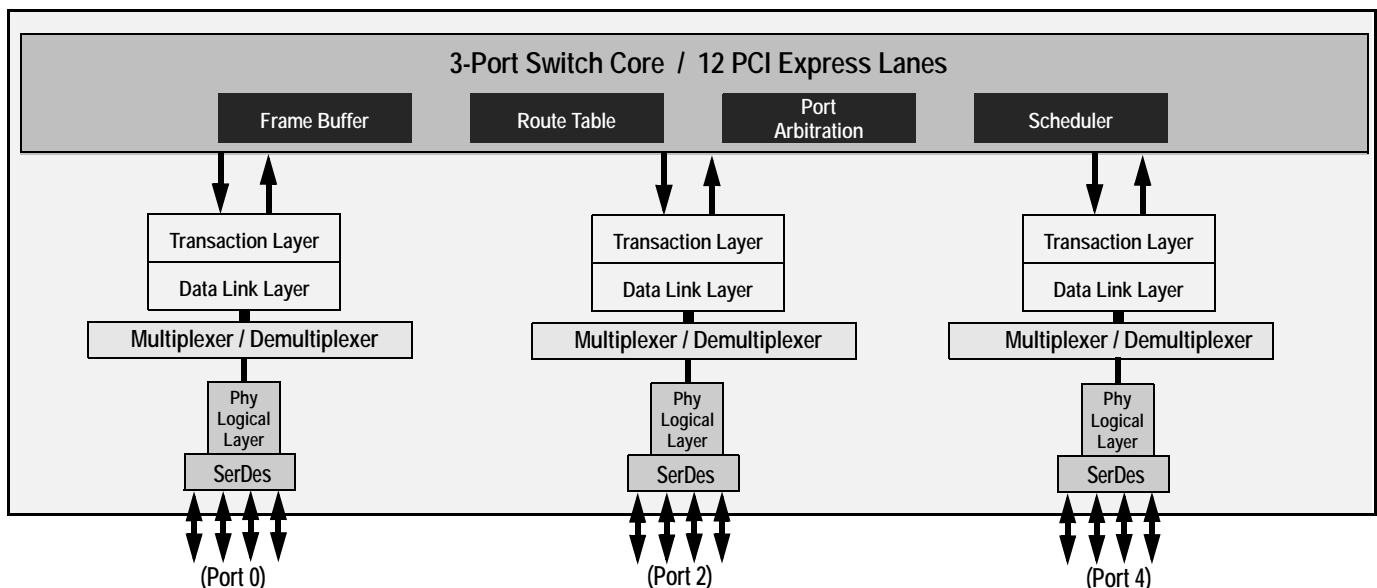 3-Port Switch Core / 12 PCI Express Lanes
Frame Buffer
Route Table
Port
Arbitration
Scheduler
Transaction Layer
Data Link Layer
Multiplexer / Demultiplexer
Phy
Logical
Layer
SerDes
(Port 0)
Transaction Layer
Data Link Layer
Multiplexer / Demultiplexer
Phy
Logical
Layer
SerDes
(Port 2)
Transaction Layer
Data Link Layer
Multiplexer / Demultiplexer
Phy
Logical
Layer
SerDes
(Port 4)